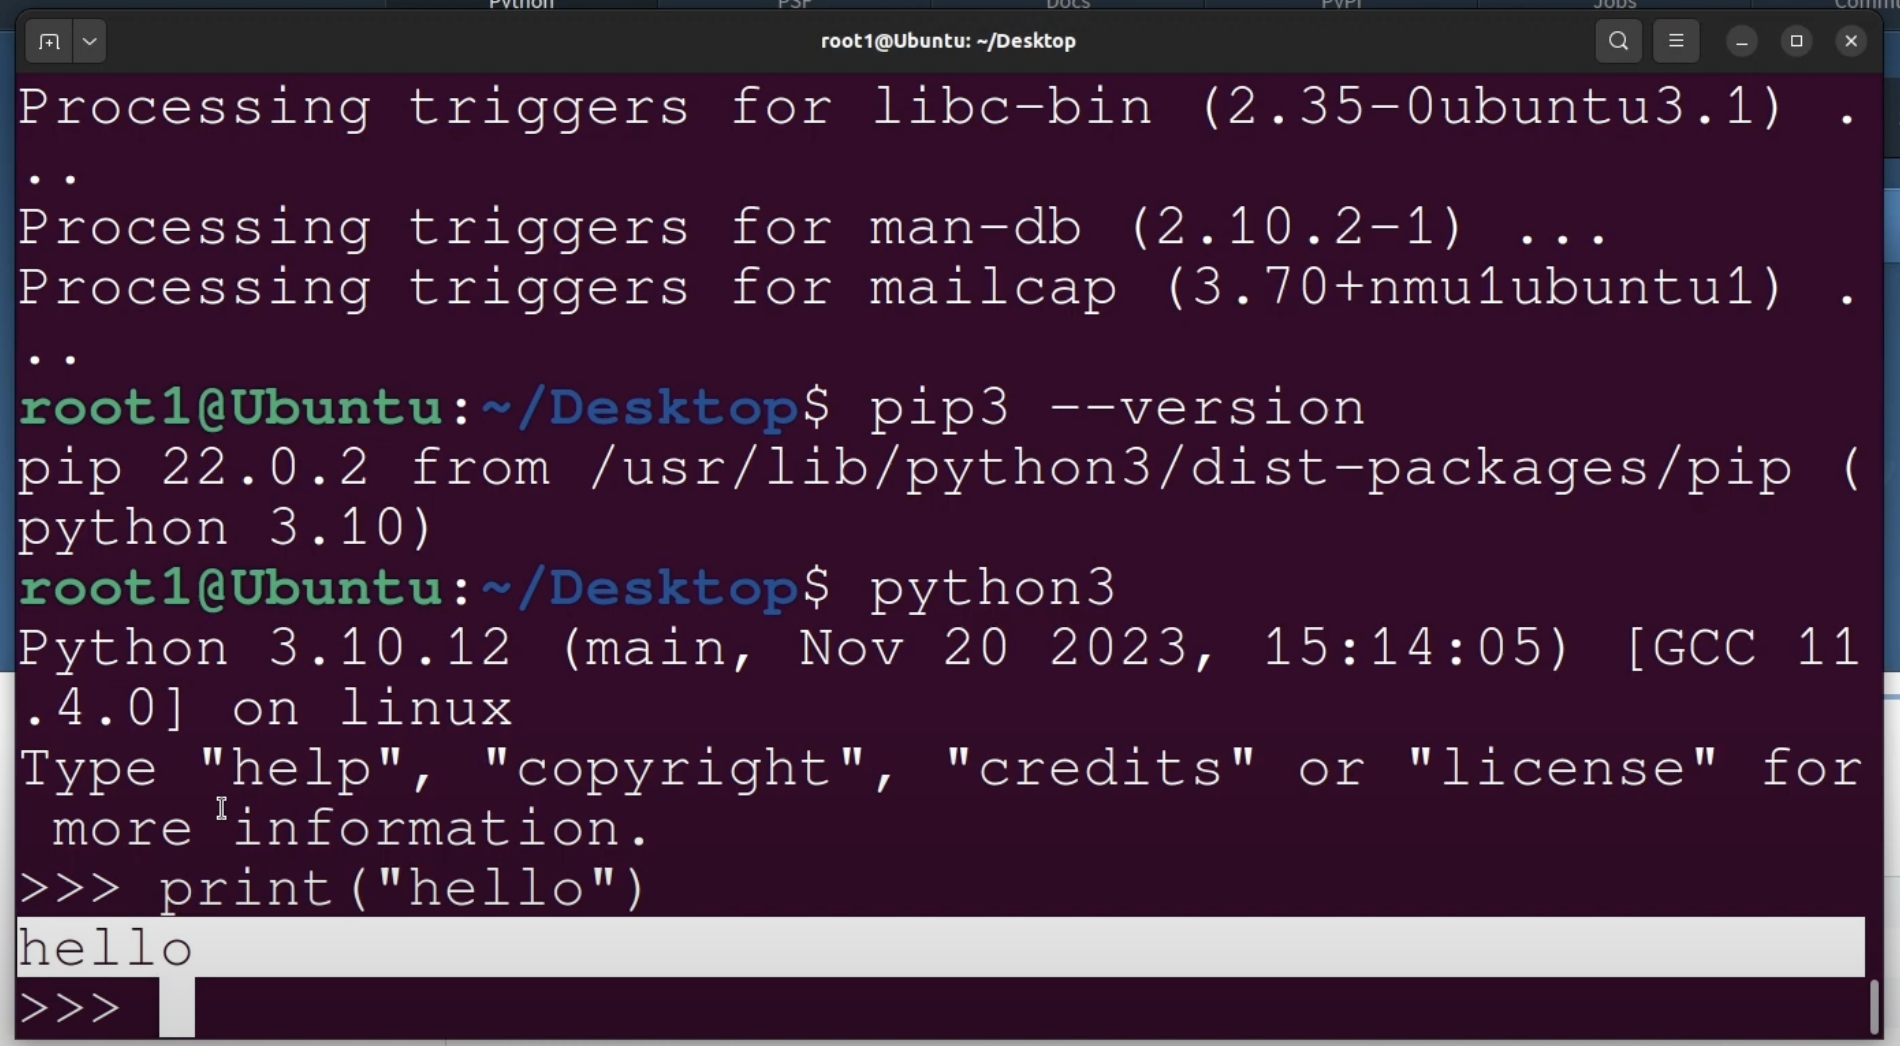 Python PSF Docs PyPI Jobs
root1@Ubuntu: ~/Desktop
Processing triggers for libc-bin (2.35-0ubuntu3.1) .
..
Processing triggers for man-db (2.10.2-1) ...
Processing triggers for mailcap (3.70+nmu1ubuntu1) .
..
root1@Ubuntu:~/Desktop$ pip3 --version
pip 22.0.2 from /usr/lib/python3/dist-packages/pip (
python 3.10)
root1@Ubuntu:~/Desktop$ python3
Python 3.10.12 (main, Nov 20 2023, 15:14:05) [GCC 11
.4.0] on linux
Type "help", "copyright", "credits" or "license" for
 more information.
>>> print("hello")
hello
>>>